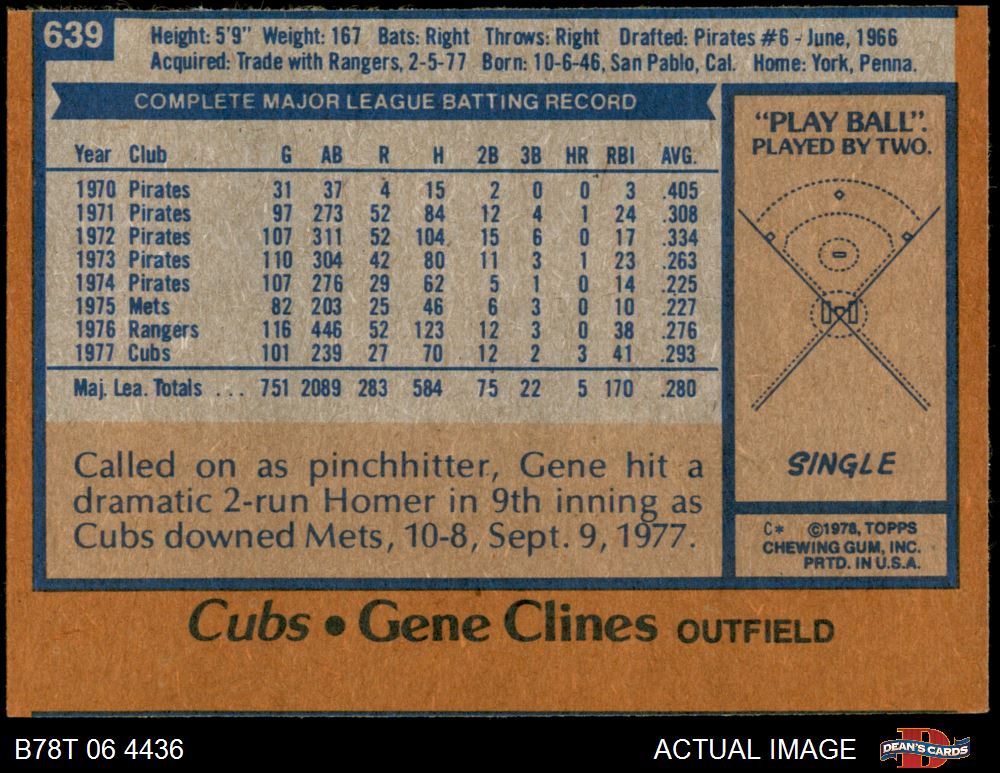 639
Height: 5'9" Weight: 167 Bats: Right Throws: Right Drafted: Pirates #6 - June, 1966
Acquired: Trade with Rangers, 2-5-77 Born: 10-6-46, San Pablo, Cal. Home: York, Penna.
COMPLETE MAJOR LEAGUE BATTING RECORD
Year Club G AB R H 2B 3B HR RBI AVG.
1970 Pirates 31 37 4 15 2 0 0 3 .405
1971 Pirates 97 273 52 84 12 4 1 24 .308
1972 Pirates 107 311 52 104 15 6 0 17 .334
1973 Pirates 110 304 42 80 11 3 1 23 .263
1974 Pirates 107 276 29 62 5 1 0 14 .225
1975 Mets 82 203 25 46 6 3 0 10 .227
1976 Rangers 116 446 52 123 12 3 0 38 .276
1977 Cubs 101 239 27 70 12 2 3 41 .293
Maj. Lea. Totals ... 751 2089 283 584 75 22 5 170 .280
Called on as pinchhitter, Gene hit a
dramatic 2-run Homer in 9th inning as
Cubs downed Mets, 10-8, Sept. 9, 1977.
"PLAY BALL".
PLAYED BY TWO.
SINGLE
C* ©1978, TOPPS
CHEWING GUM, INC.
PRTD. IN U.S.A.
Cubs • Gene Clines OUTFIELD
B78T 06 4436
ACTUAL IMAGE
DEAN'S CARDS